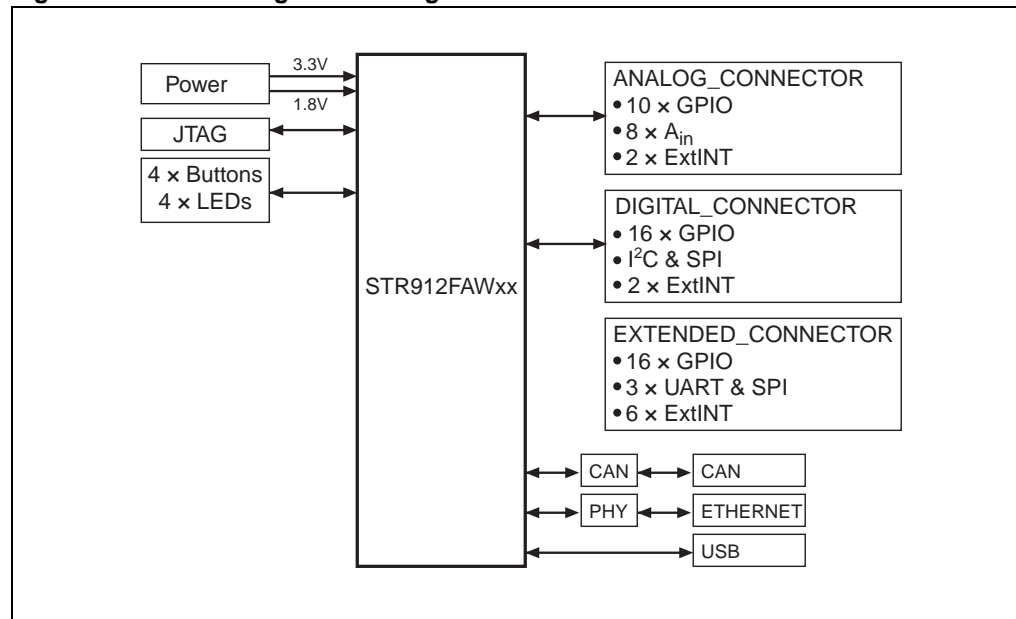 Power
3.3V
1.8V
JTAG
4 × Buttons
4 × LEDs
STR912FAWxx
ANALOG_CONNECTOR
• 10 × GPIO
• 8 × Ain
• 2 × ExtINT
DIGITAL_CONNECTOR
• 16 × GPIO
• I²C & SPI
• 2 × ExtINT
EXTENDED_CONNECTOR
• 16 × GPIO
• 3 × UART & SPI
• 6 × ExtINT
CAN
CAN
PHY
ETHERNET
USB